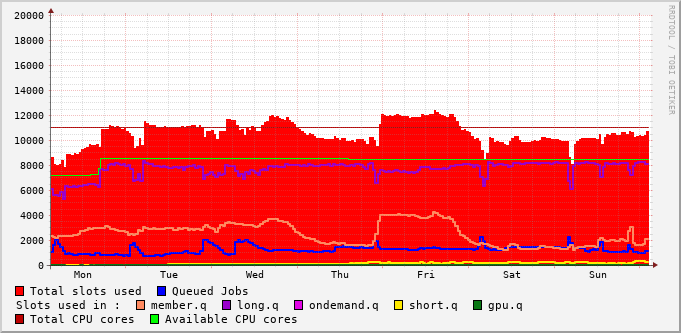 RRDTOOL / TOBI OETIKER
20000
18000
16000
14000
12000
10000
8000
6000
4000
2000
0
Mon Tue Wed Thu Fri Sat Sun
Total slots used Queued Jobs
Slots used in : member.q long.q ondemand.q short.q gpu.q
Total CPU cores Available CPU cores